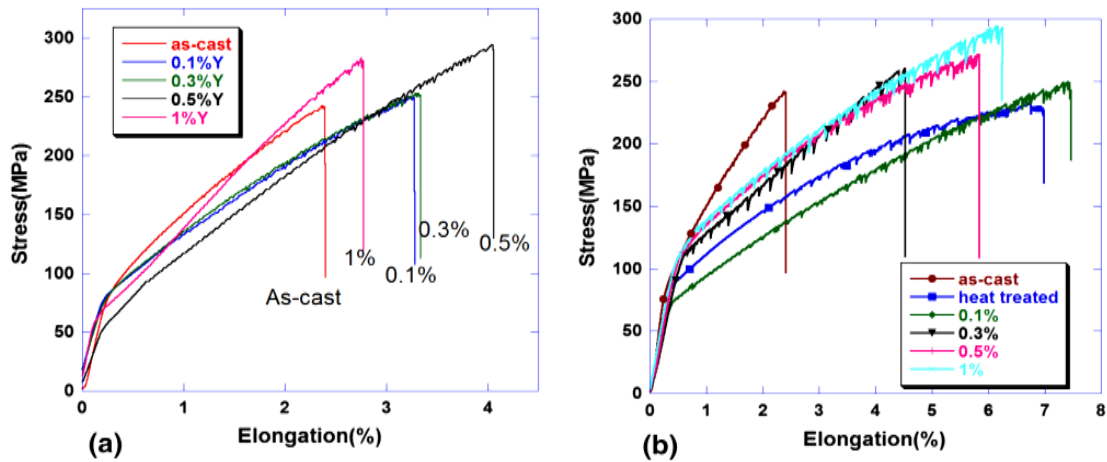 300
250
200
150
100
50
0
Stress(MPa)
as-cast
0.1%Y
0.3%Y
0.5%Y
1%Y
As-cast
1%
0.1%
0.3%
0.5%
0 1 2 3 4
Elongation(%)
(a)
300
250
200
150
100
50
0
Stress(MPa)
as-cast
heat treated
0.1%
0.3%
0.5%
1%
0 1 2 3 4 5 6 7 8
Elongation(%)
(b)